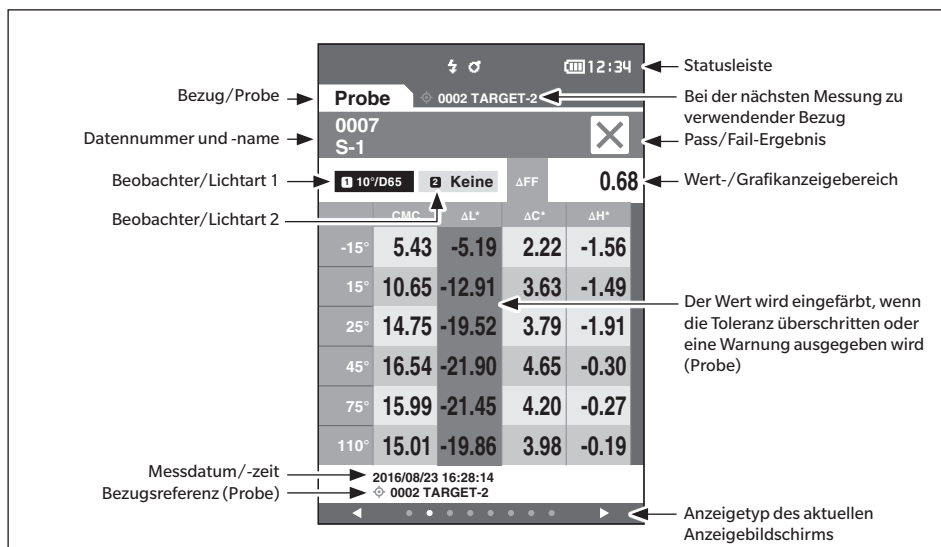 12:34
Statusleiste
Bezug/Probe
Probe
0002 TARGET-2
Bei der nächsten Messung zu
verwendender Bezug
Datennummer und -name
0007
S-1
Pass/Fail-Ergebnis
Beobachter/Lichtart 1
1 10°/D65
2 Keine
ΔFF
0.68
Wert-/Grafikanzeigebereich
Beobachter/Lichtart 2
CMC ΔL* ΔC* ΔH*
-15° 5.43 -5.19 2.22 -1.56
15° 10.65 -12.91 3.63 -1.49
25° 14.75 -19.52 3.79 -1.91
45° 16.54 -21.90 4.65 -0.30
75° 15.99 -21.45 4.20 -0.27
110° 15.01 -19.86 3.98 -0.19
Der Wert wird eingefärbt, wenn
die Toleranz überschritten oder
eine Warnung ausgegeben wird
(Probe)
Messdatum/-zeit
2016/08/23 16:28:14
Bezugsreferenz (Probe)
0002 TARGET-2
Anzeigetyp des aktuellen
Anzeigebildschirms